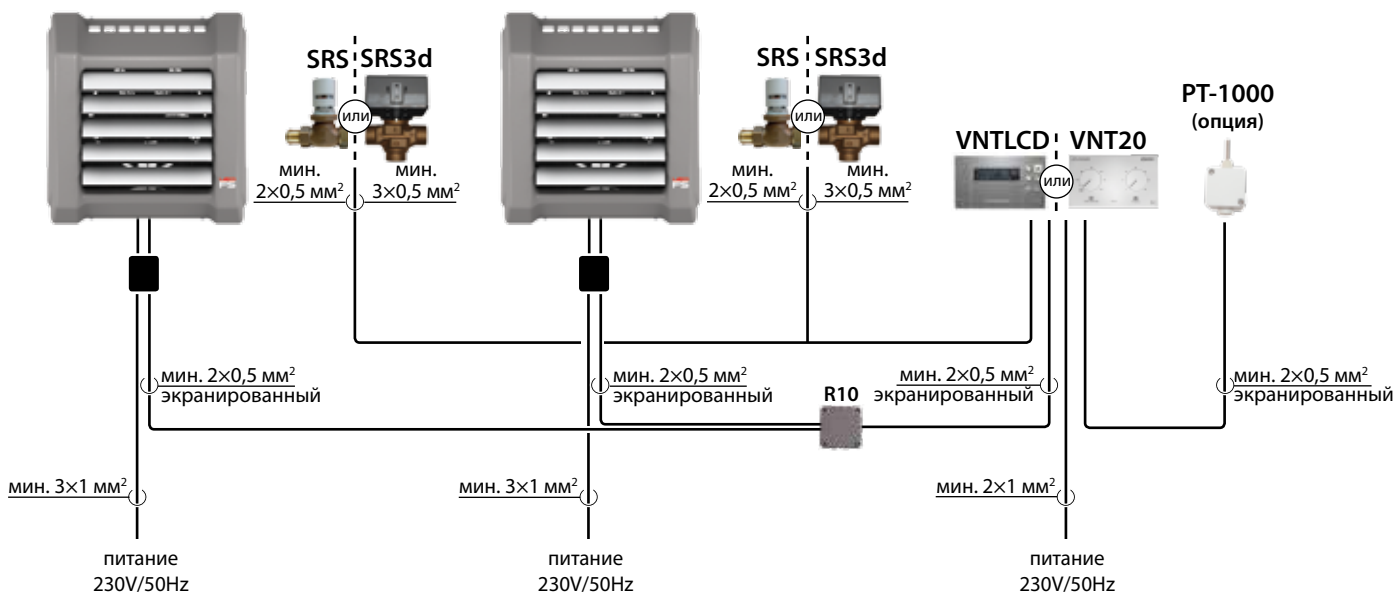 SRS SRS3d
или
мин. 2×0,5 мм²
мин. 3×0,5 мм²
SRS SRS3d
или
мин. 2×0,5 мм²
мин. 3×0,5 мм²
VNTLCD VNT20
или
PT-1000
(опция)
FS
FS
мин. 2×0,5 мм²
экранированный
мин. 2×0,5 мм²
экранированный
R10
мин. 2×0,5 мм²
экранированный
мин. 2×0,5 мм²
экранированный
мин. 3×1 мм²
мин. 3×1 мм²
мин. 2×1 мм²
питание
230V/50Hz
питание
230V/50Hz
питание
230V/50Hz